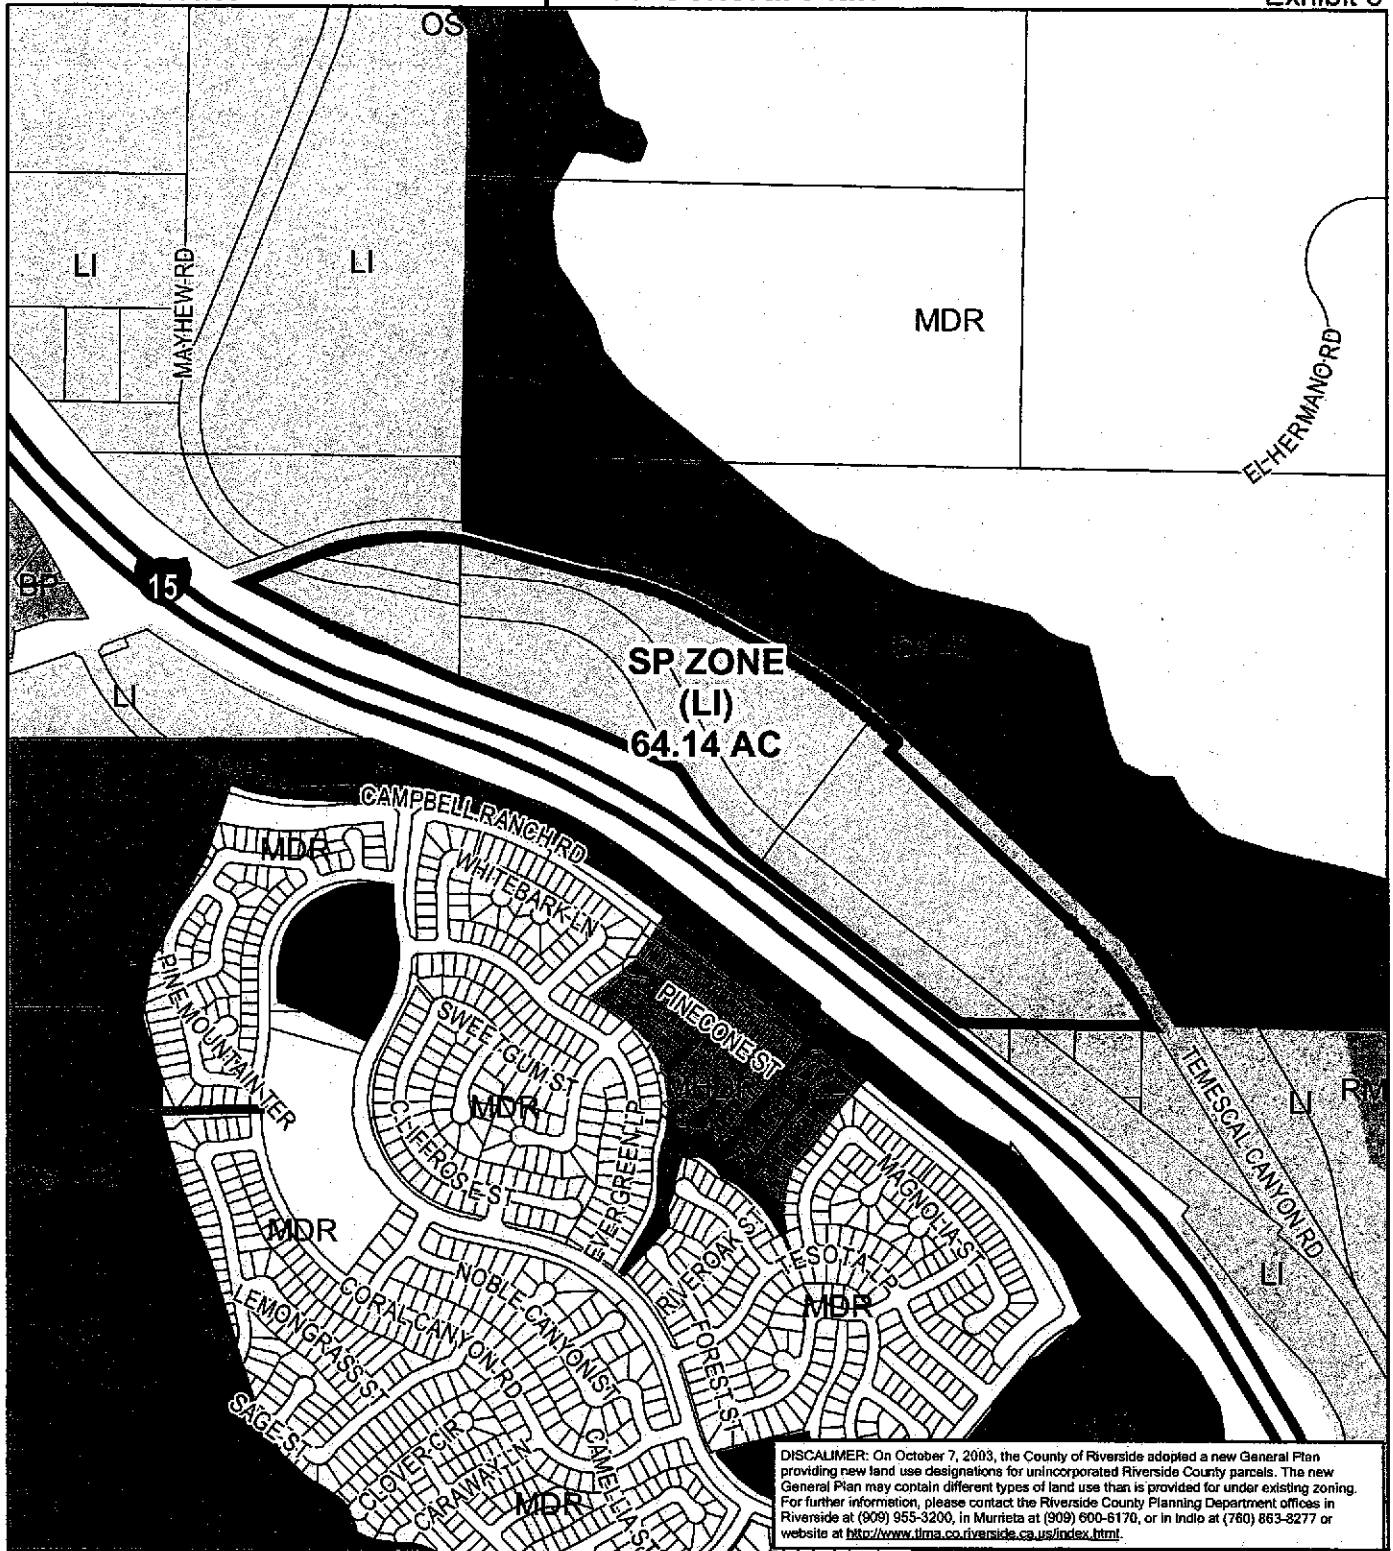 OS
LI
LI
MAYHEW RD
MDR
EL HERMANO RD
BP
15
LI
SP ZONE
(LI)
64.14 AC
2
CAMPBELL RANCH RD
MDR
WHITEBARK LN
PINECONE ST
PINE MOUNTAIN TER
SWEET GUM ST
MDR
CLIFFROSE ST
EVERGREEN LP
MAGNOLIA ST
TEMESCAL CANYON RD
LI
RM
LI
MDR
RIVEROAK ST
TESOTA LP
MDR
FOREST ST
NOBLE CANYON ST
CORAL CANYON RD
LEMONGRASS ST
SAGE ST
CLOVER CIR
CARAWAY LN
CAMELLIA ST
MDR
DISCALIMER: On October 7, 2003, the County of Riverside adopted a new General Plan
providing new land use designations for unincorporated Riverside County parcels. The new
General Plan may contain different types of land use than is provided for under existing zoning.
For further information, please contact the Riverside County Planning Department offices in
Riverside at (909) 955-3200, in Murrieta at (909) 600-6170, or in Indio at (760) 863-8277 or
website at http://www.tlma.co.riverside.ca.us/index.html.